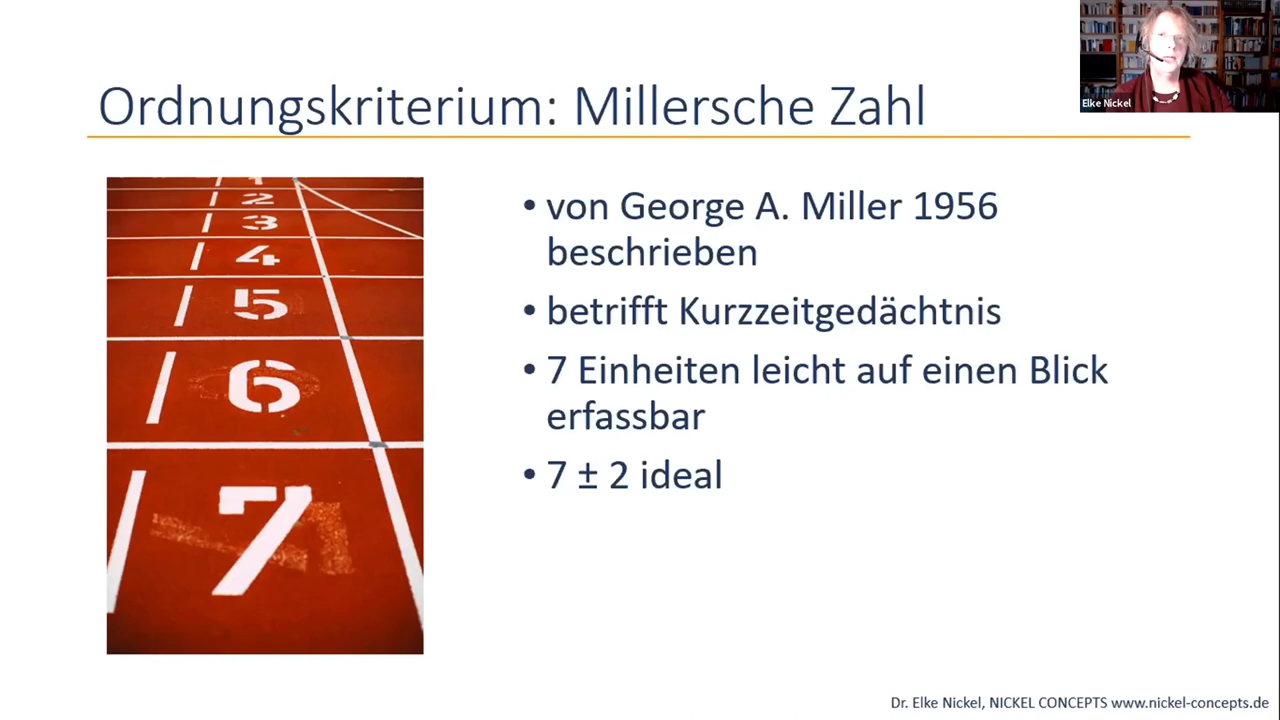 Elke Nickel
Ordnungskriterium: Millersche Zahl
1
2
3
4
5
6
7
• von George A. Miller 1956
beschrieben
• betrifft Kurzzeitgedächtnis
• 7 Einheiten leicht auf einen Blick
erfassbar
• 7 ± 2 ideal
Dr. Elke Nickel, NICKEL CONCEPTS www.nickel-concepts.de